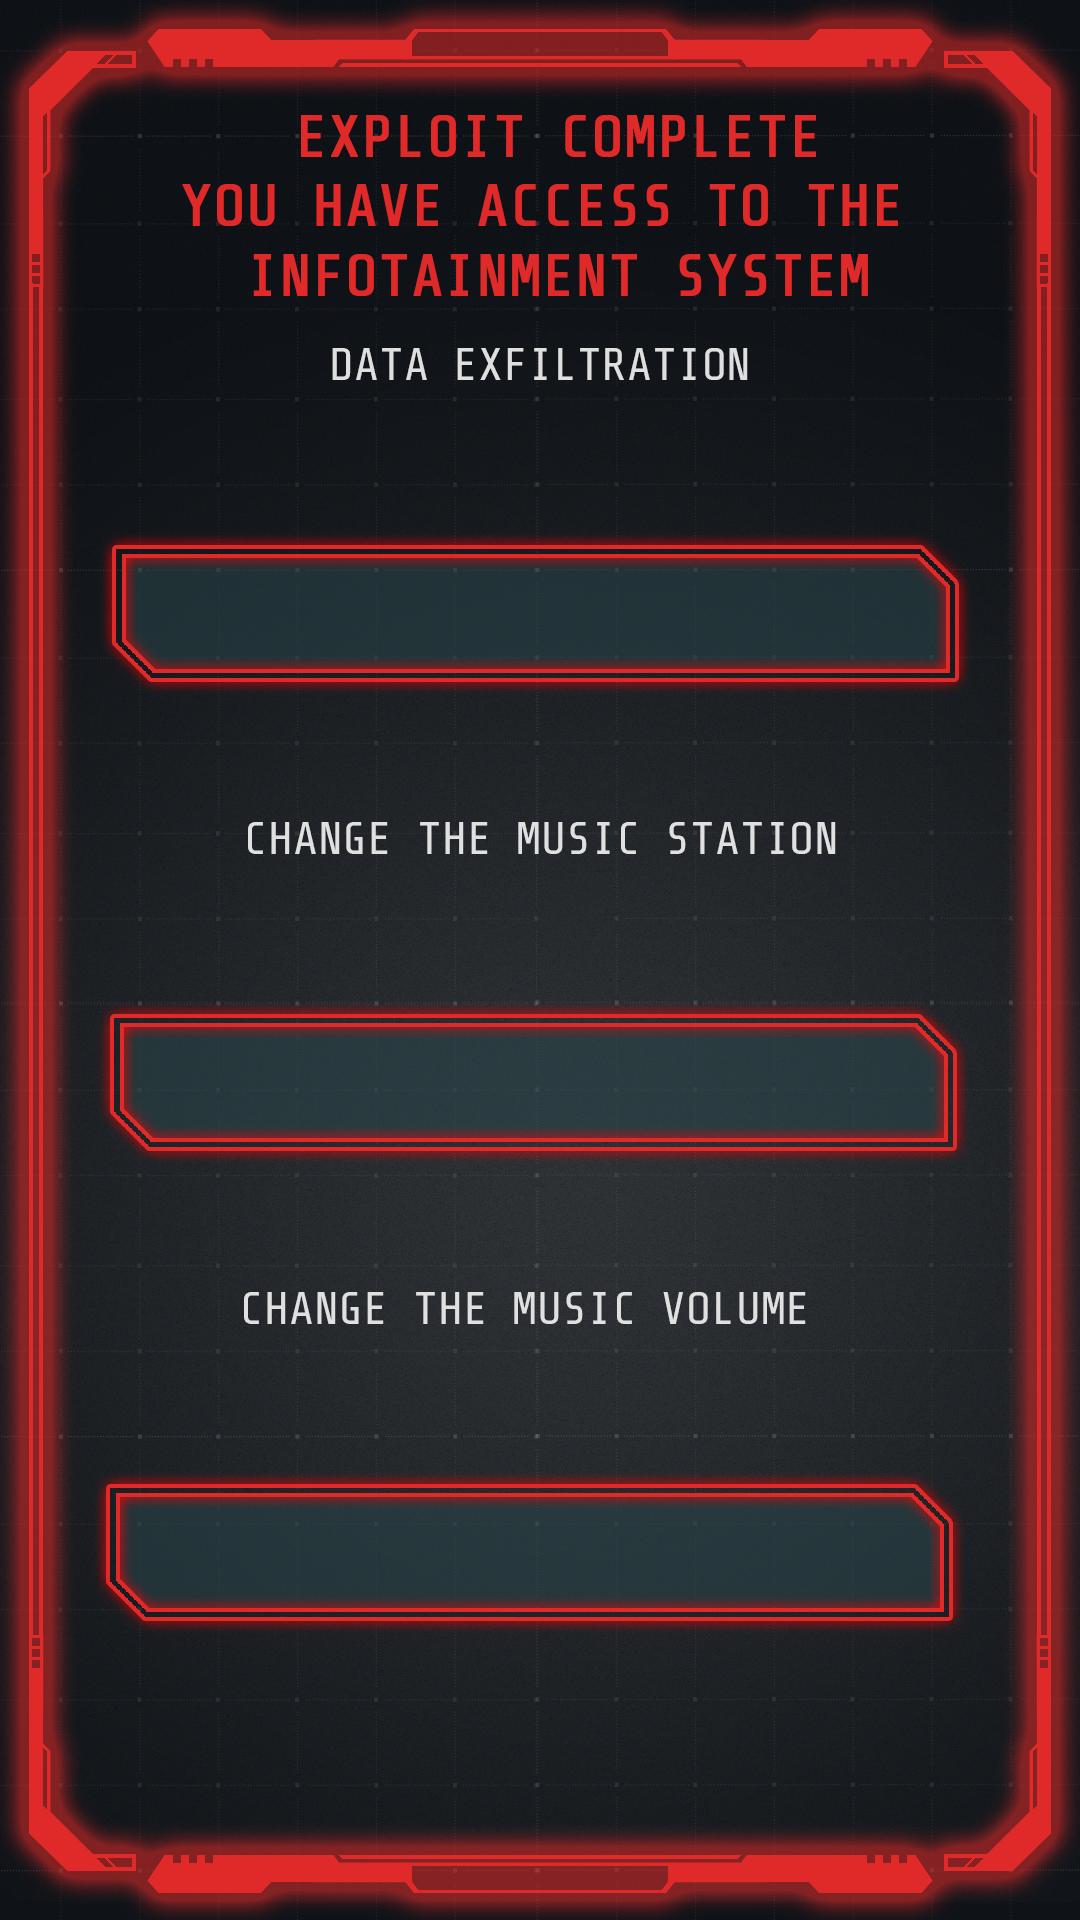 EXPLOIT COMPLETE
YOU HAVE ACCESS TO THE
INFOTAINMENT SYSTEM
DATA EXFILTRATION
CHANGE THE MUSIC STATION
CHANGE THE MUSIC VOLUME